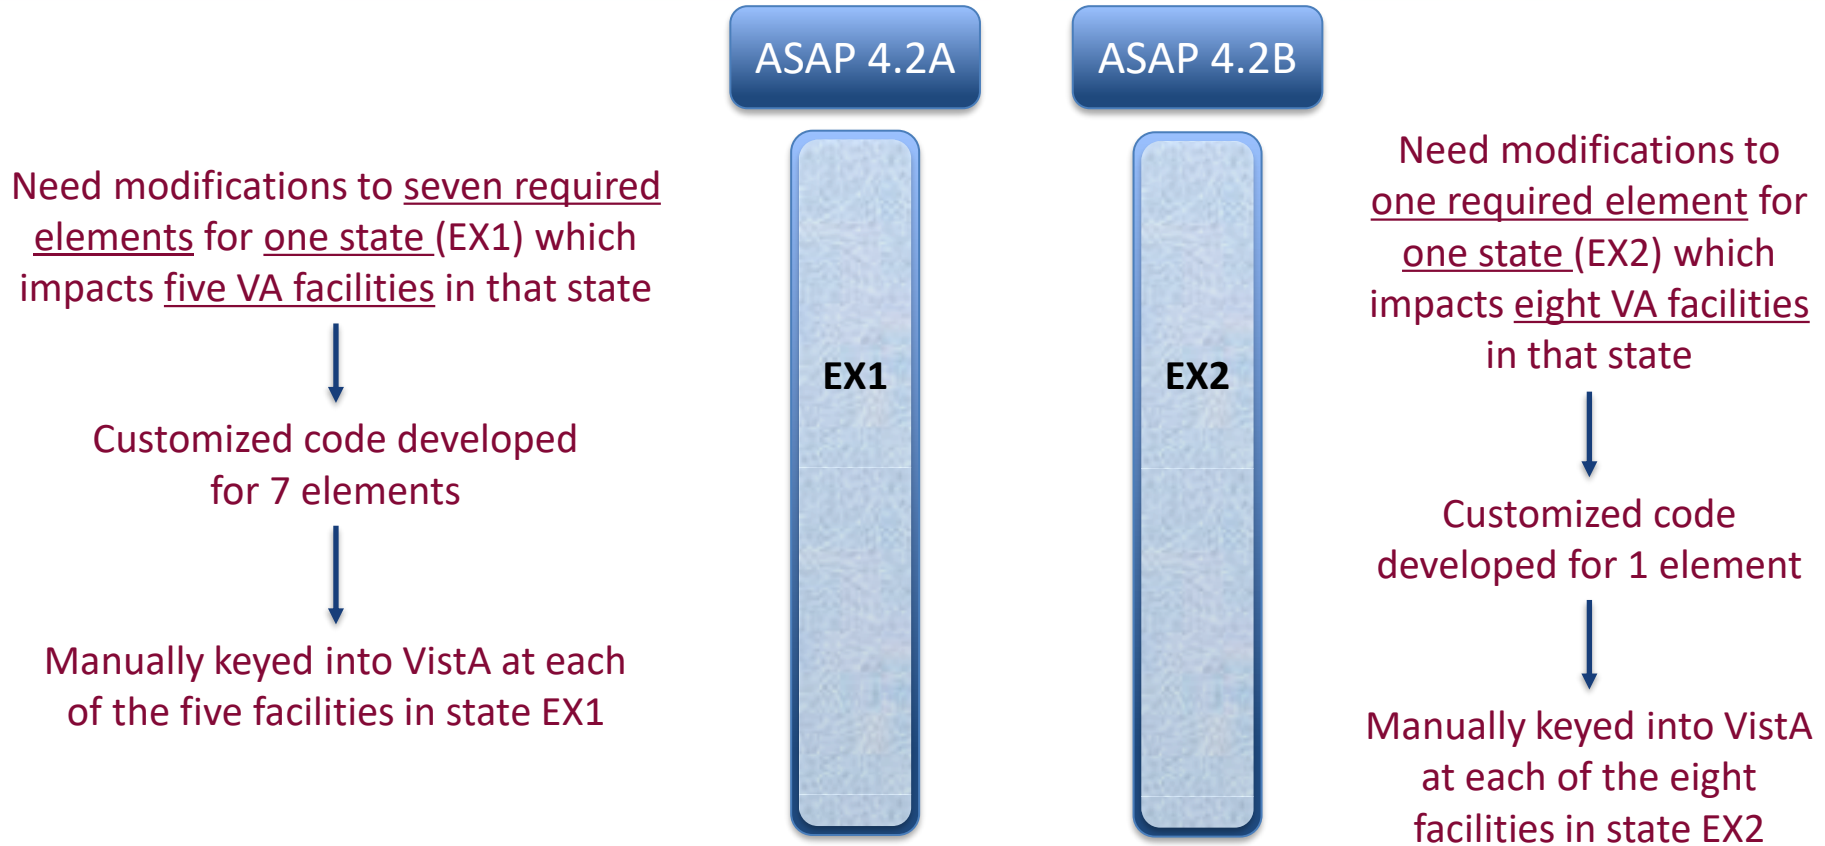 ASAP 4.2A
ASAP 4.2B
Need modifications to seven required
elements for one state (EX1) which
impacts five VA facilities in that state
Customized code developed
for 7 elements
Manually keyed into VistA at each
of the five facilities in state EX1
EX1
EX2
Need modifications to
one required element for
one state (EX2) which
impacts eight VA facilities
in that state
Customized code
developed for 1 element
Manually keyed into VistA
at each of the eight
facilities in state EX2